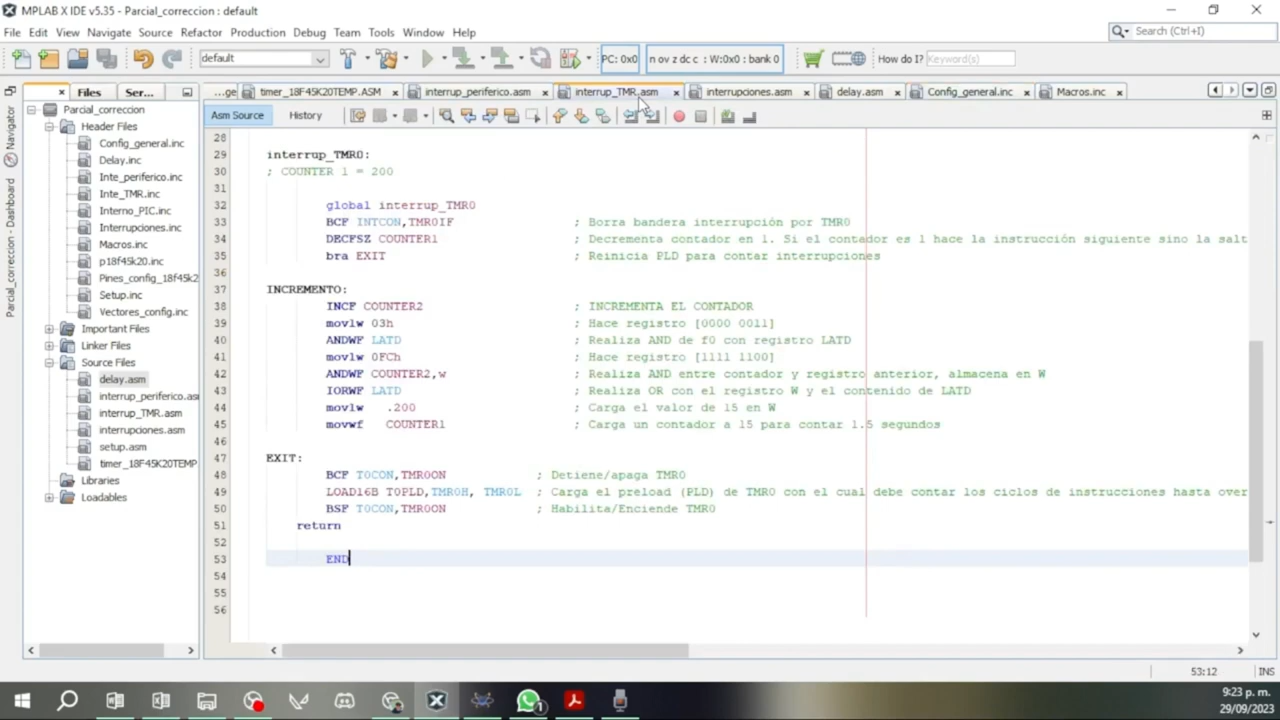 MPLAB X IDE v5.35 - Parcial_correccion : default
File Edit View Navigate Source Refactor Production Debug Team Tools Window Help
Search (Ctrl+I)
default
PC: 0x0
n ov z dc c : W:0x0 : bank 0
How do I? Keyword(s)
Files
Ser...
...ge
timer_18F45K20TEMP.ASM
interrup_periferico.asm
interrup_TMR.asm
interrupciones.asm
delay.asm
Config_general.inc
Macros.inc
Navigator
Parcial_correccion - Dashboard
Asm Source
History
Parcial_correccion
Header Files
Config_general.inc
Delay.inc
Inte_periferico.inc
Inte_TMR.inc
Interno_PIC.inc
Interrupciones.inc
Macros.inc
p18f45k20.inc
Pines_config_18f45k2
Setup.inc
Vectores_config.inc
Important Files
Linker Files
Source Files
delay.asm
interrup_periferico.as
interrup_TMR.asm
interrupciones.asm
setup.asm
timer_18F45K20TEMP
Libraries
Loadables
28
29 interrup_TMR0:
30 ; COUNTER 1 = 200
31
32 global interrup_TMR0
33 BCF INTCON,TMR0IF ; Borra bandera interrupción por TMR0
34 DECFSZ COUNTER1 ; Decrementa contador en 1. Si el contador es 1 hace la instrucción siguiente sino la salt
35 bra EXIT ; Reinicia PLD para contar interrupciones
36
37 INCREMENTO:
38 INCF COUNTER2 ; INCREMENTA EL CONTADOR
39 movlw 03h ; Hace registro [0000 0011]
40 ANDWF LATD ; Realiza AND de f0 con registro LATD
41 movlw 0FCh ; Hace registro [1111 1100]
42 ANDWF COUNTER2,w ; Realiza AND entre contador y registro anterior, almacena en W
43 IORWF LATD ; Realiza OR con el registro W y el contenido de LATD
44 movlw .200 ; Carga el valor de 15 en W
45 movwf COUNTER1 ; Carga un contador a 15 para contar 1.5 segundos
46
47 EXIT:
48 BCF T0CON,TMR0ON ; Detiene/apaga TMR0
49 LOAD16B T0PLD,TMR0H, TMR0L ; Carga el preload (PLD) de TMR0 con el cual debe contar los ciclos de instrucciones hasta over
50 BSF T0CON,TMR0ON ; Habilita/Enciende TMR0
51 return
52
53 END
54
55
56
53:12
INS
9:23 p. m.
29/09/2023